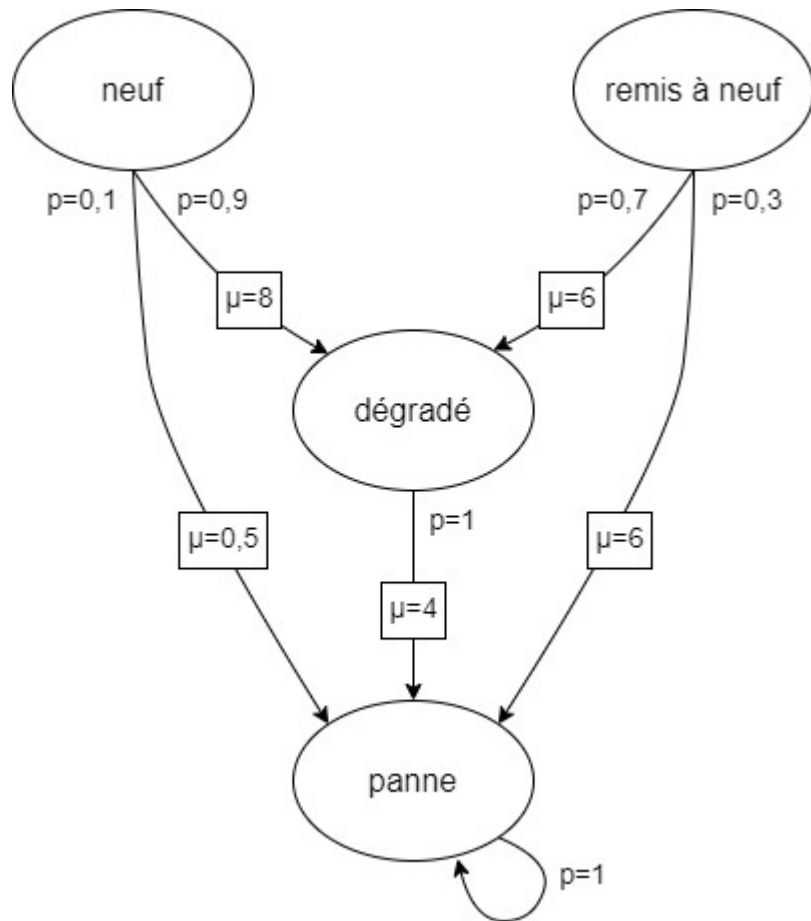 neuf
remis à neuf
p=0,1
p=0,9
p=0,7
p=0,3
µ=8
µ=6
dégradé
p=1
µ=0,5
µ=6
µ=4
panne
p=1